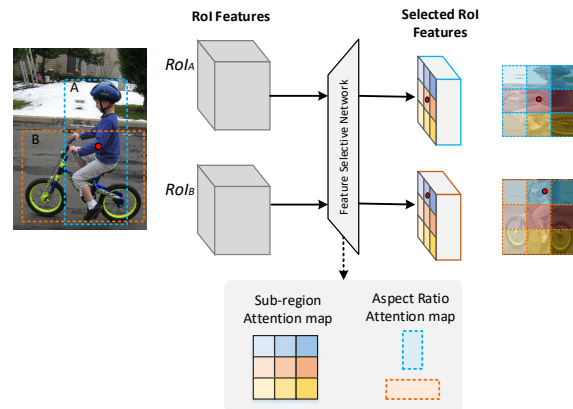 RoI Features
Selected RoI
Features
RoIA
A
B
Feature Selective Network
RoIB
Sub-region
Attention map
Aspect Ratio
Attention map